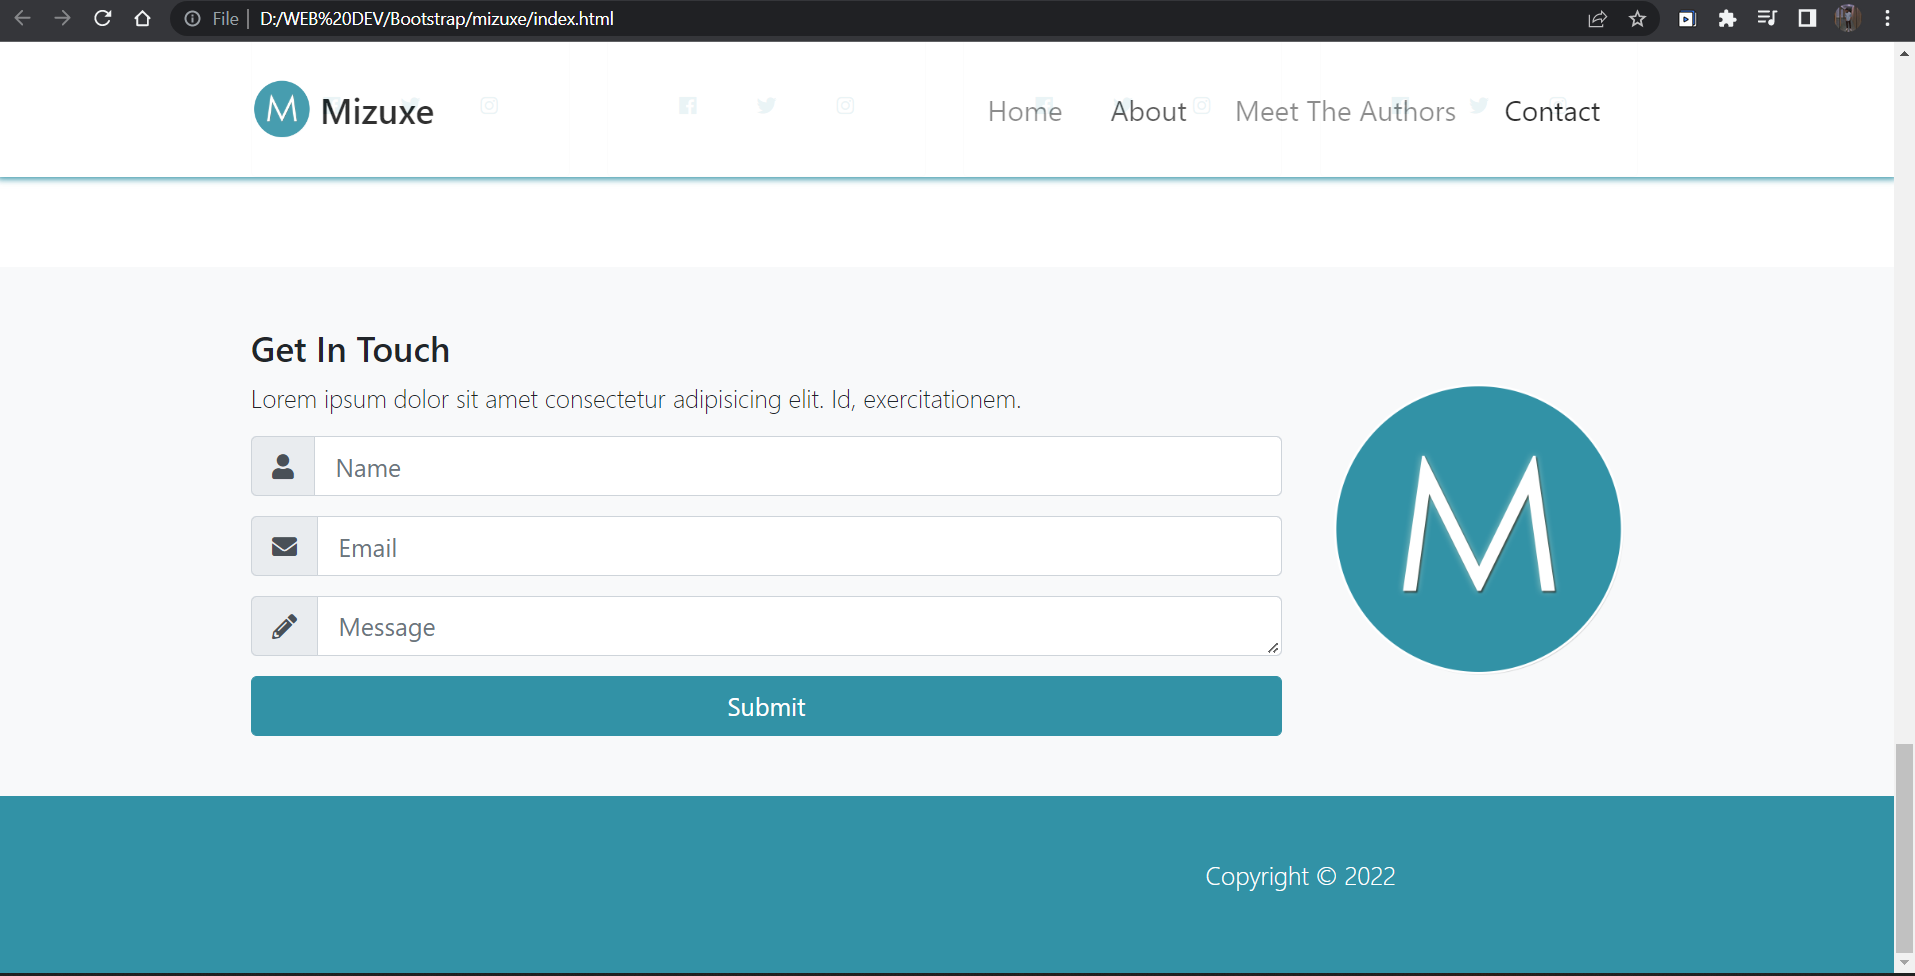 File | D:/WEB%20DEV/Bootstrap/mizuxe/index.html
M Mizuxe Home About Meet The Authors Contact
Get In Touch
Lorem ipsum dolor sit amet consectetur adipisicing elit. Id, exercitationem.
Name
M
Email
Message
Submit
Copyright © 2022